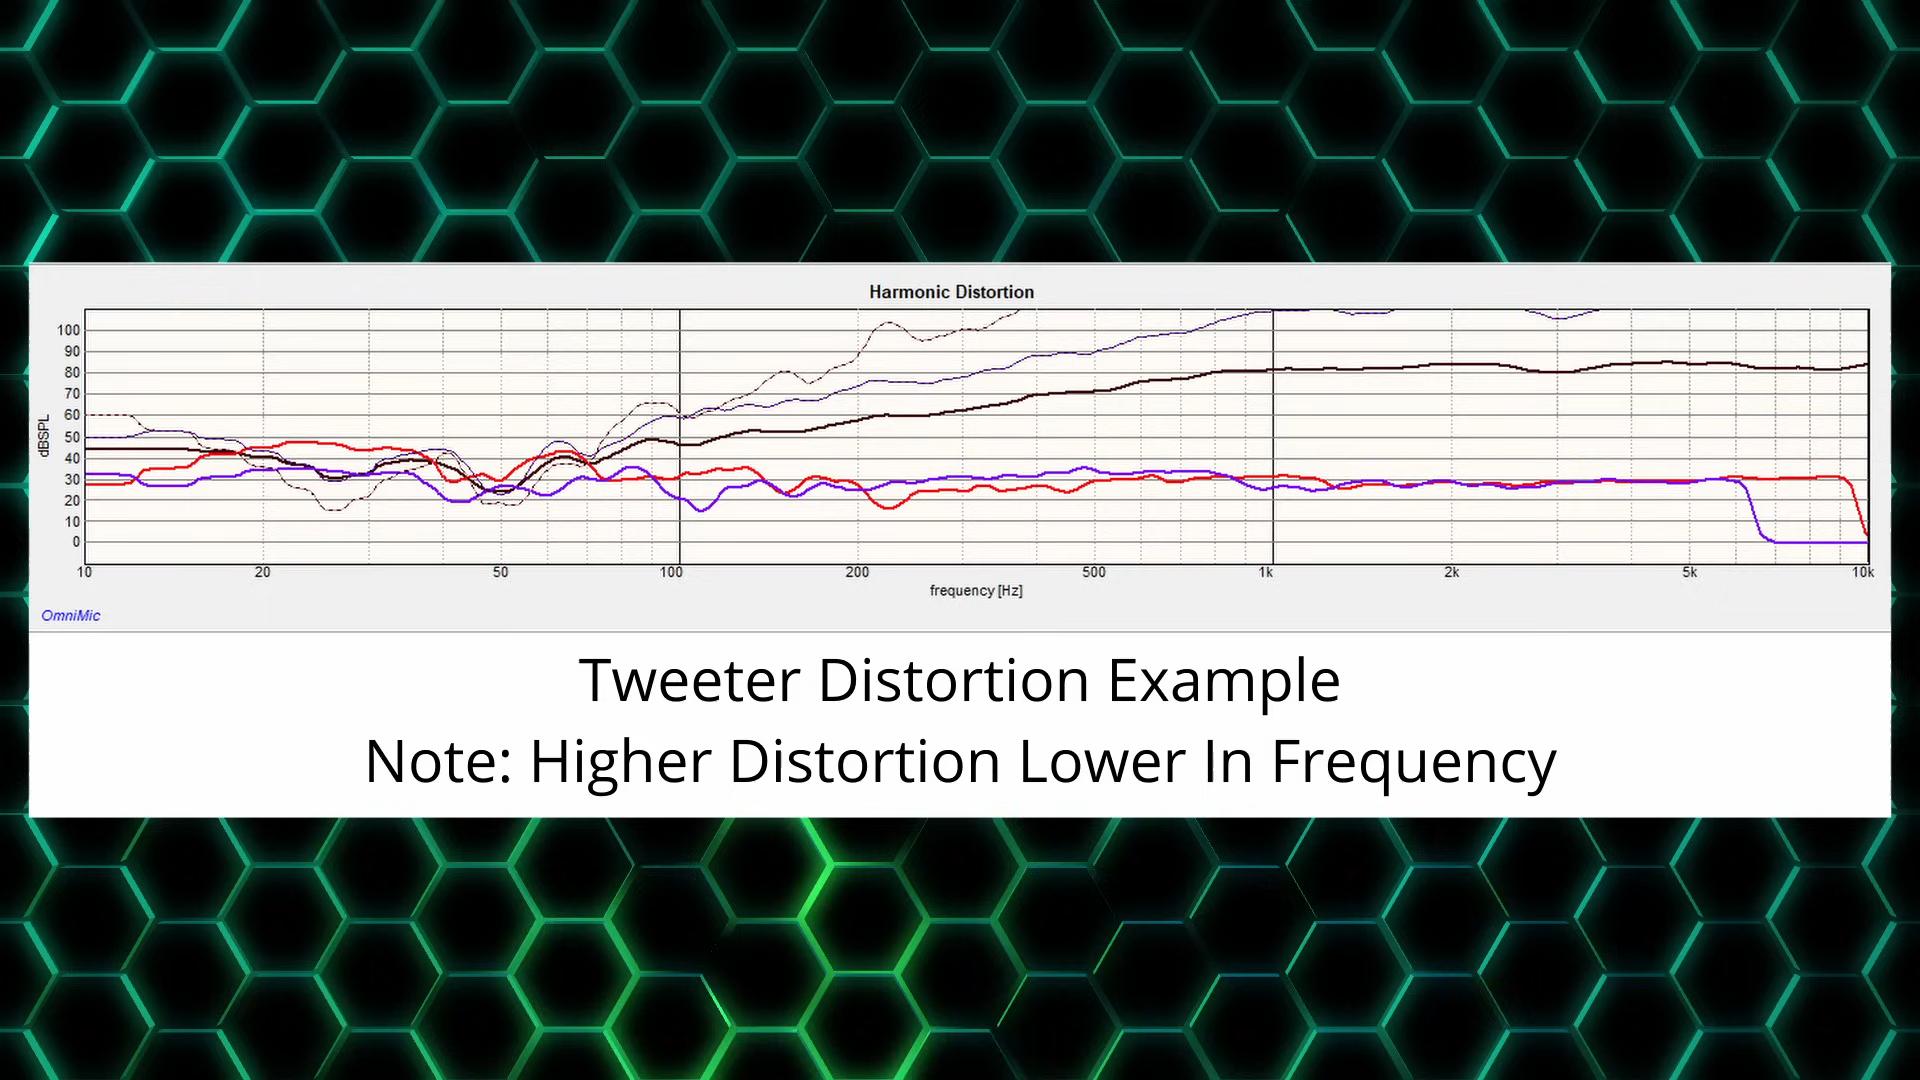 Harmonic Distortion
dBSPL
100
90
80
70
60
50
40
30
20
10
0
10 20 50 100 200 500 1k 2k 5k 10k
frequency [Hz]
OmniMic
Tweeter Distortion Example
Note: Higher Distortion Lower In Frequency